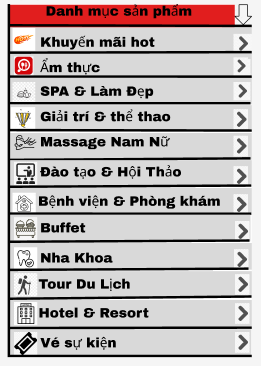 Danh mục sản phẩm
Khuyến mãi hot
Ẩm thực
SPA & Làm Đẹp
Giải trí & thể thao
Massage Nam Nữ
Đào tạo & Hội Thảo
Bệnh viện & Phòng khám
Buffet
Nha Khoa
Tour Du Lịch
Hotel & Resort
Vé sự kiện